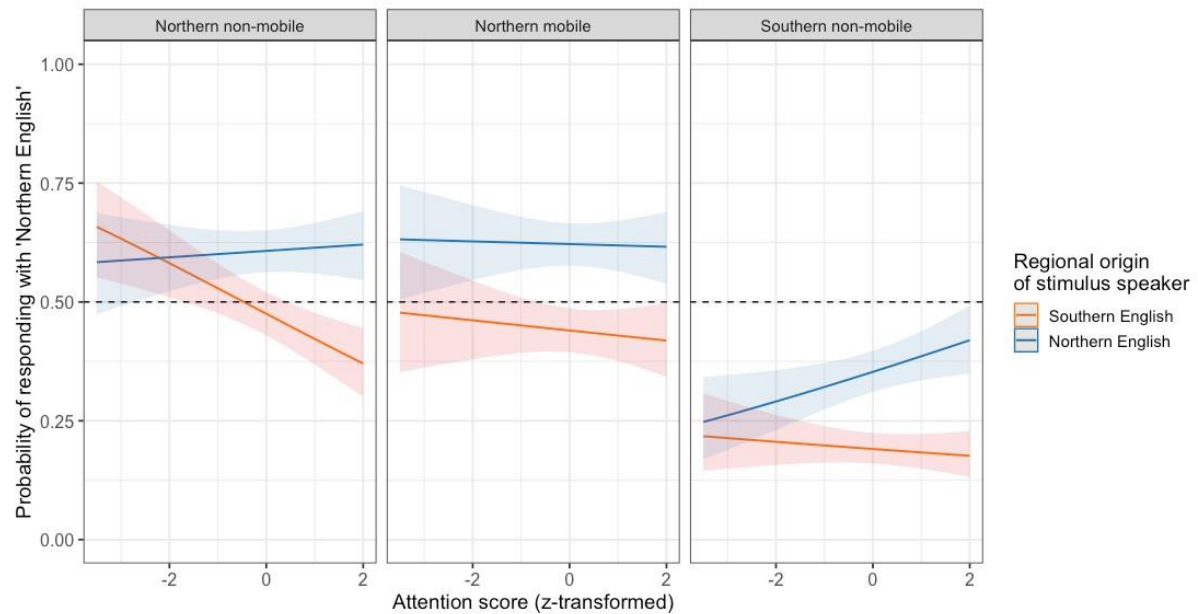 Northern non-mobile
Northern mobile
Southern non-mobile
Probability of responding with 'Northern English'
1.00
0.75
0.50
0.25
0.00
-2
0
2
-2
0
2
-2
0
2
Attention score (z-transformed)
Regional origin
of stimulus speaker
Southern English
Northern English